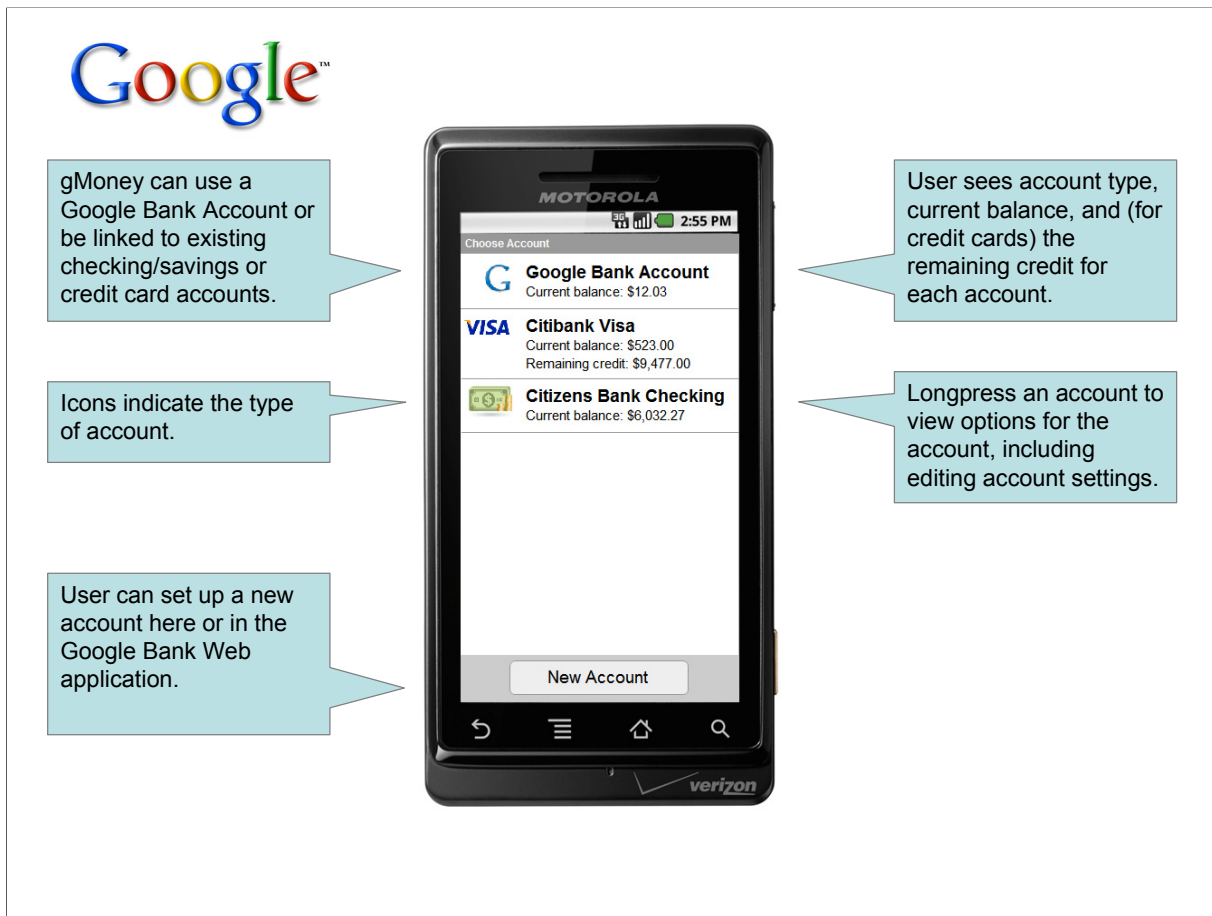 Google™
gMoney can use a
Google Bank Account or
be linked to existing
checking/savings or
credit card accounts.
Icons indicate the type
of account.
User can set up a new
account here or in the
Google Bank Web
application.
MOTOROLA
3G 2:55 PM
Choose Account
G Google Bank Account
Current balance: $12.03
VISA Citibank Visa
Current balance: $523.00
Remaining credit: $9,477.00
Citizens Bank Checking
Current balance: $6,032.27
New Account
verizon
User sees account type,
current balance, and (for
credit cards) the
remaining credit for
each account.
Longpress an account to
view options for the
account, including
editing account settings.